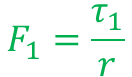 F₁ = τ₁ / r